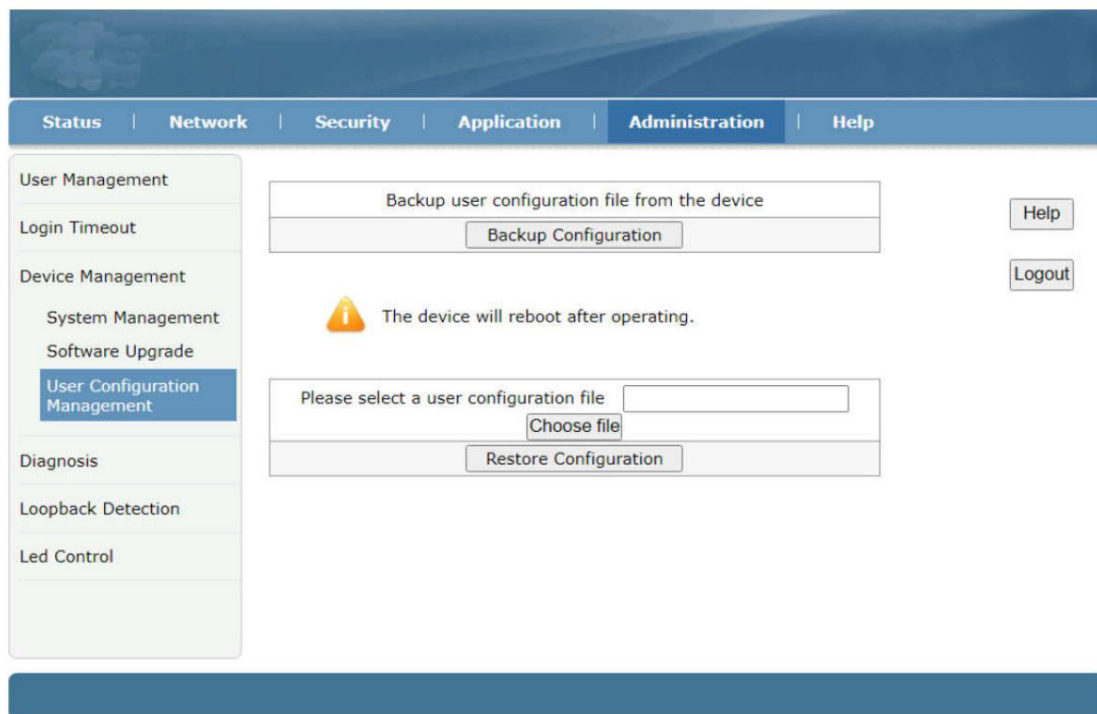 Status | Network | Security | Application | Administration | Help
User Management
Login Timeout
Device Management
System Management
Software Upgrade
User Configuration
Management
Diagnosis
Loopback Detection
Led Control
Backup user configuration file from the device
Backup Configuration
The device will reboot after operating.
Please select a user configuration file
Choose file
Restore Configuration
Help
Logout